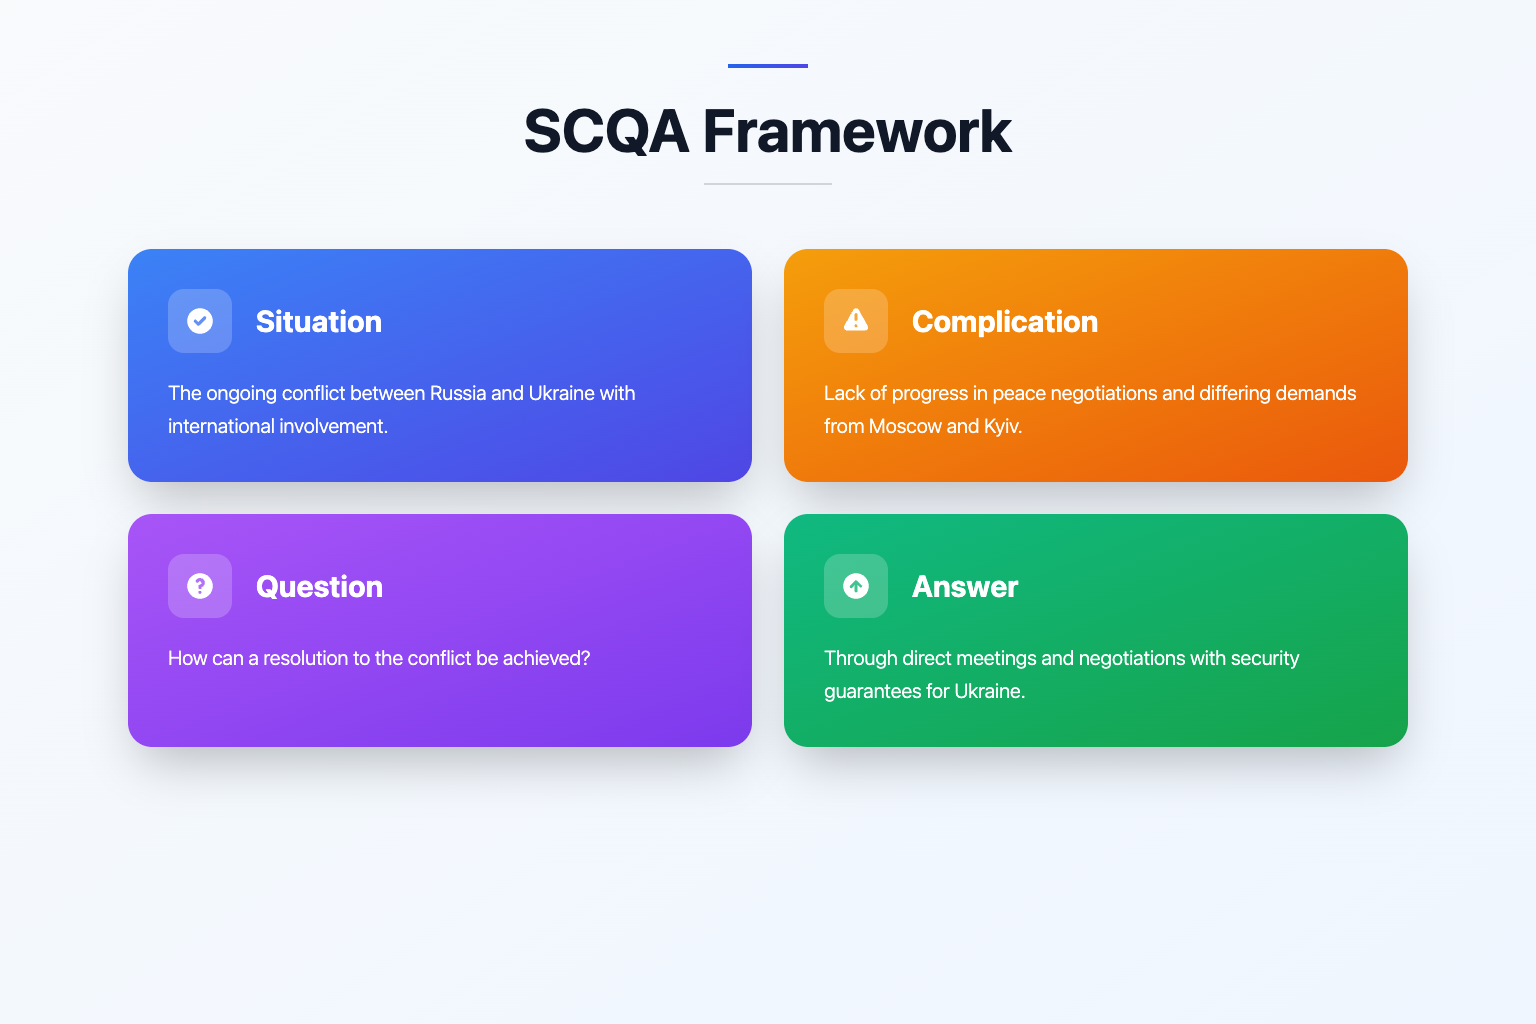 SCQA Framework
Situation
The ongoing conflict between Russia and Ukraine with
international involvement.
Complication
Lack of progress in peace negotiations and differing demands
from Moscow and Kyiv.
Question
How can a resolution to the conflict be achieved?
Answer
Through direct meetings and negotiations with security
guarantees for Ukraine.